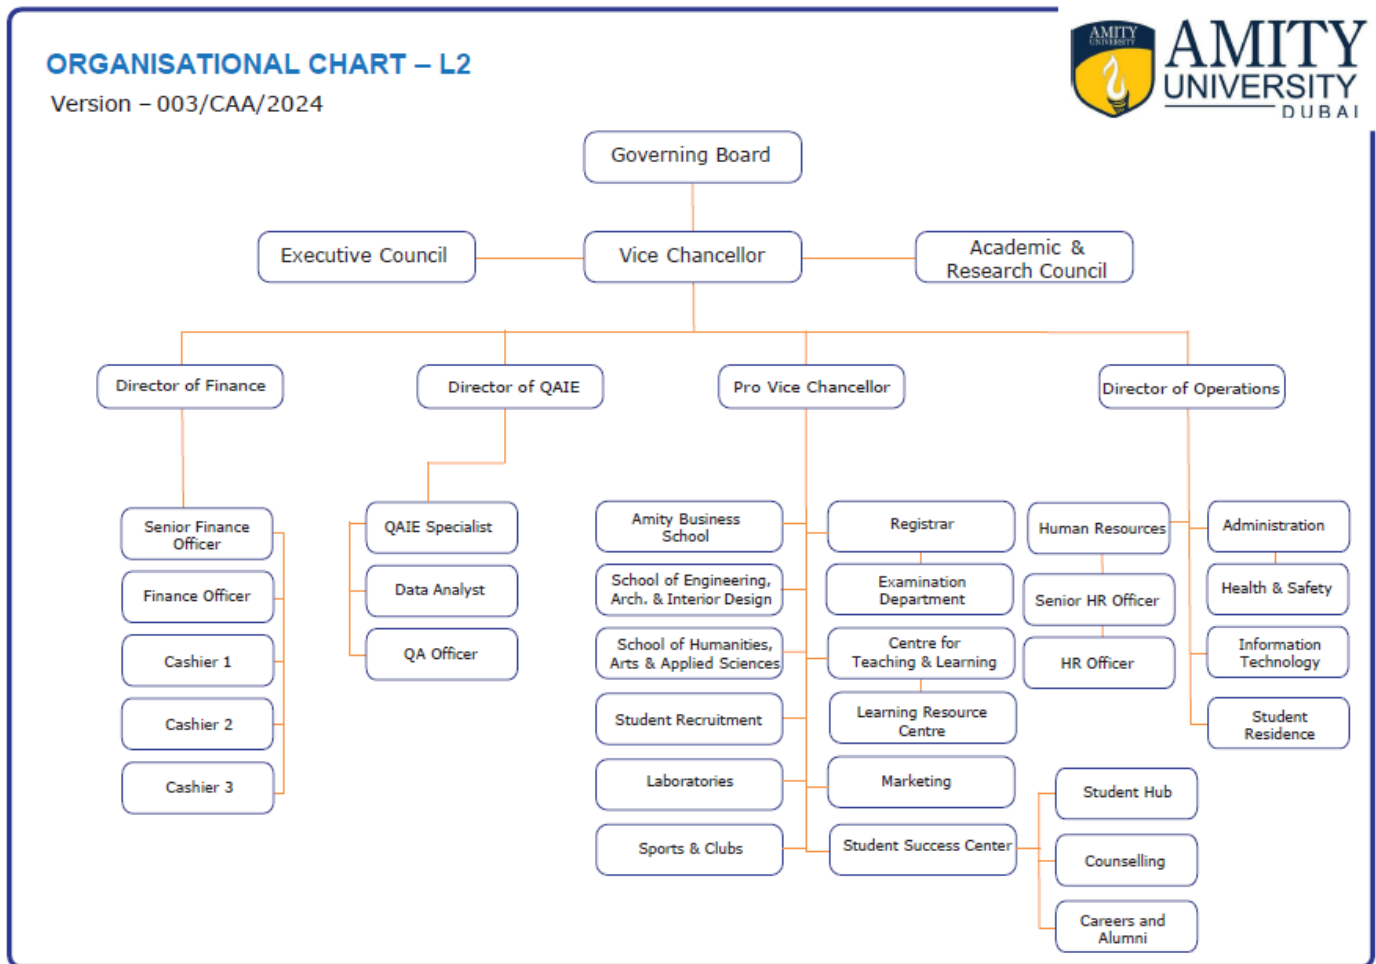 ORGANISATIONAL CHART – L2
Version – 003/CAA/2024
AMITY
UNIVERSITY
AMITY
UNIVERSITY
DUBAI
Governing Board
Executive Council
Vice Chancellor
Academic &
Research Council
Director of Finance
Director of QAIE
Pro Vice Chancellor
Director of Operations
Senior Finance
Officer
Finance Officer
Cashier 1
Cashier 2
Cashier 3
QAIE Specialist
Data Analyst
QA Officer
Amity Business
School
School of Engineering,
Arch. & Interior Design
School of Humanities,
Arts & Applied Sciences
Student Recruitment
Laboratories
Sports & Clubs
Registrar
Examination
Department
Centre for
Teaching & Learning
Learning Resource
Centre
Marketing
Student Success Center
Student Hub
Counselling
Careers and
Alumni
Human Resources
Senior HR Officer
HR Officer
Administration
Health & Safety
Information
Technology
Student
Residence